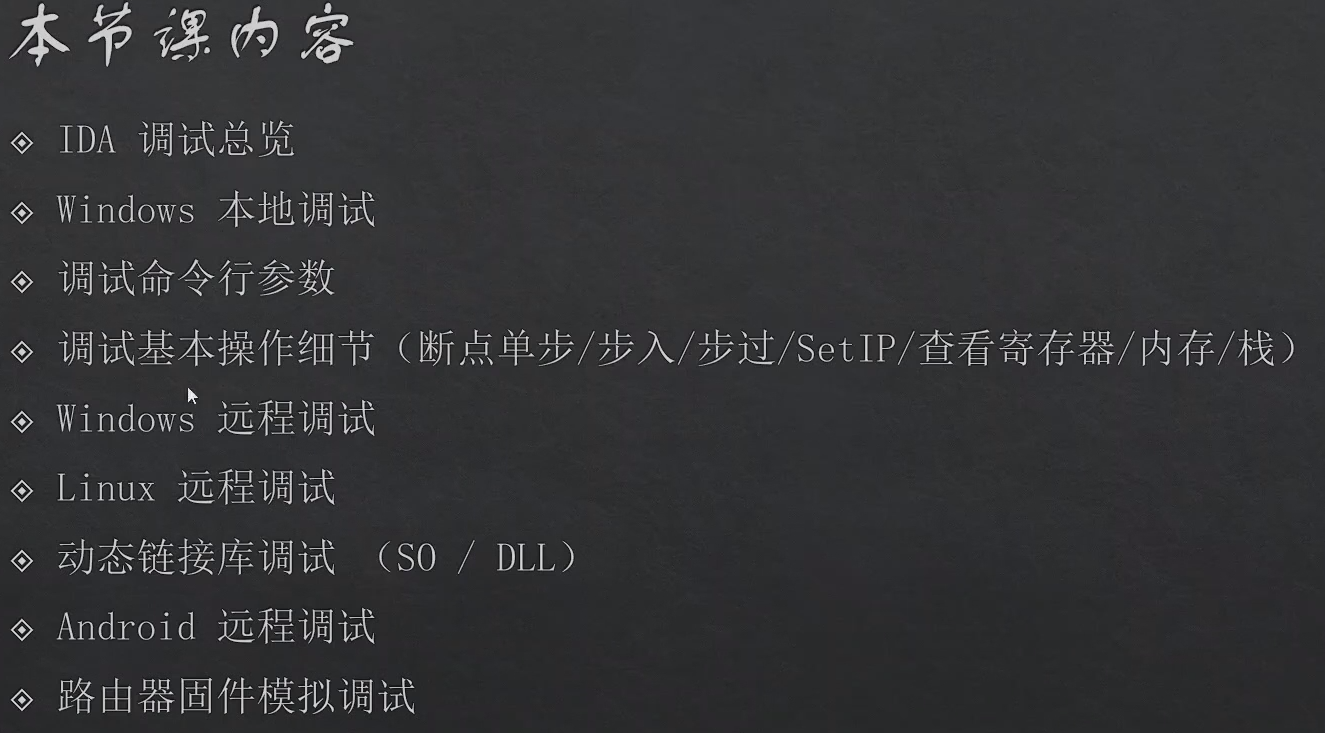 本节课内容
IDA 调试总览
Windows 本地调试
调试命令行参数
调试基本操作细节（断点单步/步入/步过/SetIP/查看寄存器/内存/栈）
Windows 远程调试
Linux 远程调试
动态链接库调试 （SO / DLL）
Android 远程调试
路由器固件模拟调试